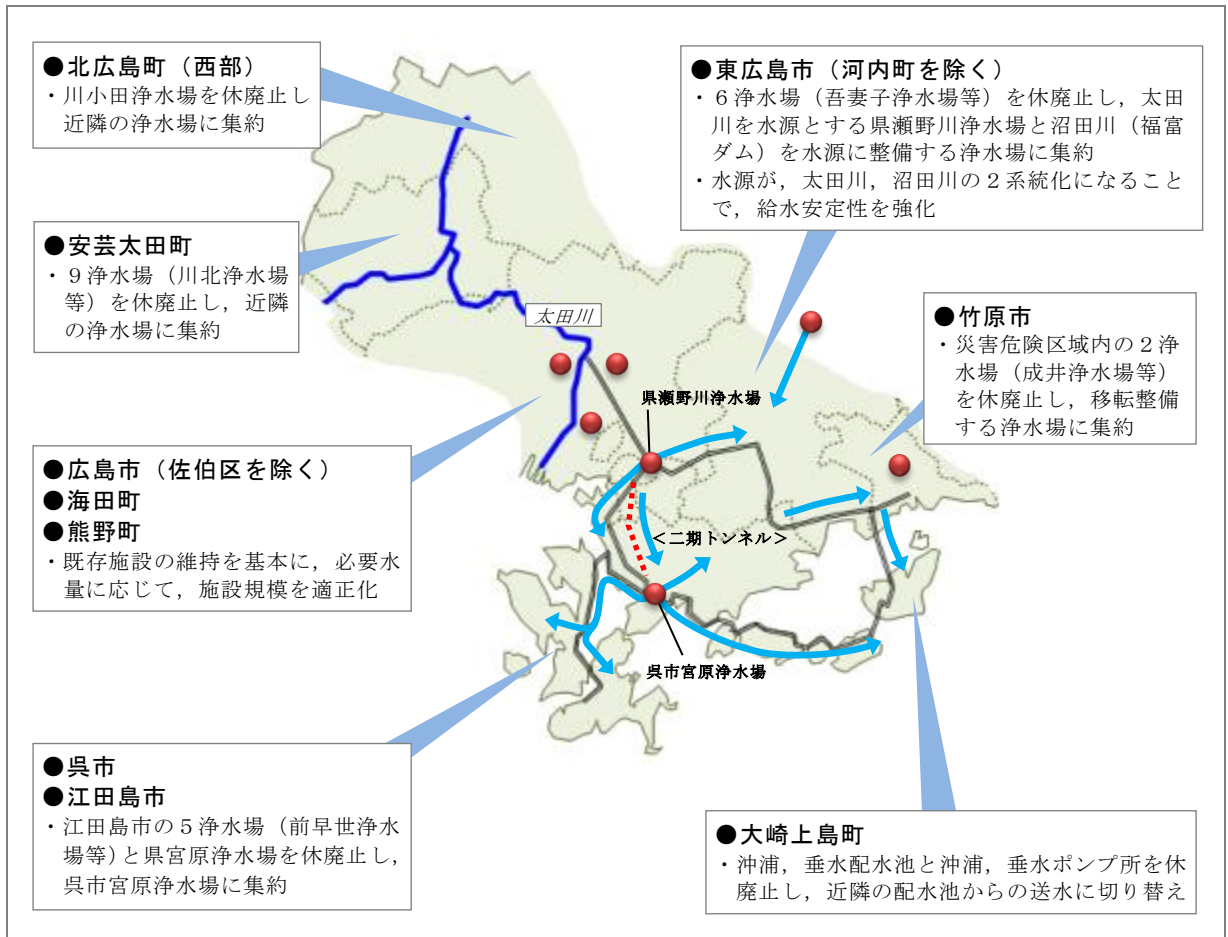 ●北広島町（西部）
・川小田浄水場を休廃止し
近隣の浄水場に集約
●安芸太田町
・９浄水場（川北浄水場
等）を休廃止し，近隣
の浄水場に集約
●広島市（佐伯区を除く）
●海田町
●熊野町
・既存施設の維持を基本に，必要水
量に応じて，施設規模を適正化
●呉市
●江田島市
・江田島市の５浄水場（前早世浄水
場等）と県宮原浄水場を休廃止し，
呉市宮原浄水場に集約
●東広島市（河内町を除く）
・６浄水場（吾妻子浄水場等）を休廃止し，太田
川を水源とする県瀬野川浄水場と沼田川（福富
ダム）を水源に整備する浄水場に集約
・水源が，太田川，沼田川の２系統化になること
で，給水安定性を強化
●竹原市
・災害危険区域内の２浄
水場（成井浄水場等）
を休廃止し，移転整備
する浄水場に集約
●大崎上島町
・沖浦，垂水配水池と沖浦，垂水ポンプ所を休
廃止し，近隣の配水池からの送水に切り替え
太田川
県瀬野川浄水場
＜二期トンネル＞
呉市宮原浄水場